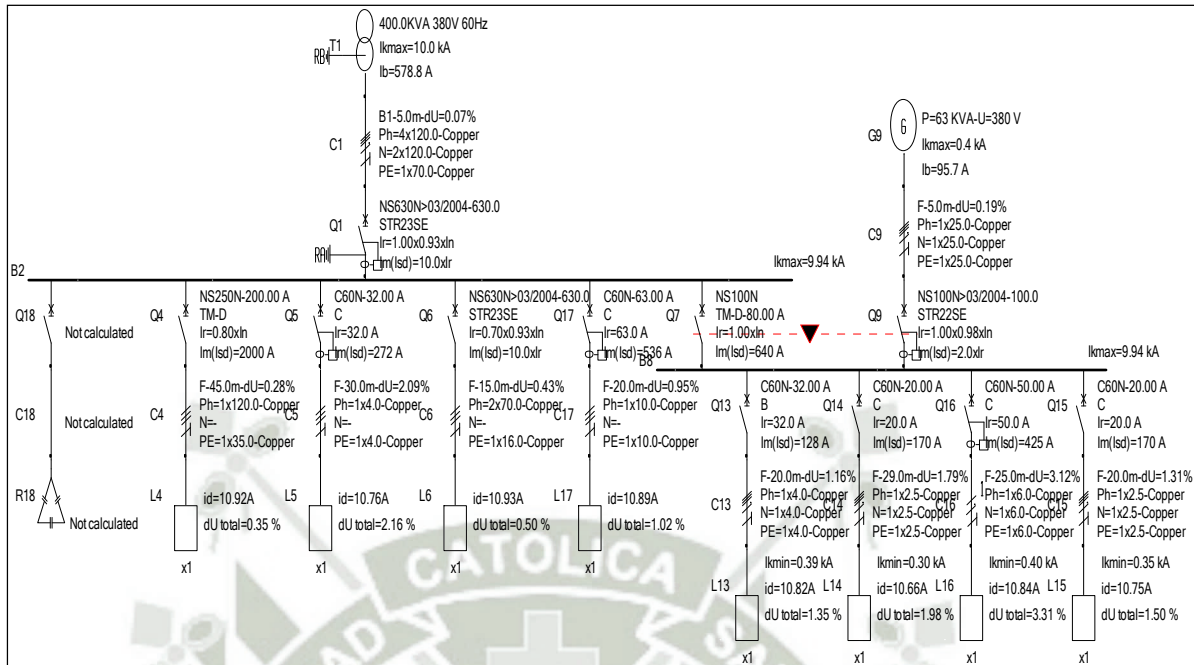 400.0KVA 380V 60Hz
T1
RB
Ikmax=10.0 kA
Ib=578.8 A
B1-5.0m-dU=0.07%
C1
Ph=4x120.0-Copper
N=2x120.0-Copper
PE=1x70.0-Copper
NS630N>03/2004-630.0
Q1
STR23SE
Ir=1.00x0.93xIn
Im(Isd)=10.0xIr
G9
G
P=63 KVA-U=380 V
Ikmax=0.4 kA
Ib=95.7 A
F-5.0m-dU=0.19%
C9
Ph=1x25.0-Copper
N=1x25.0-Copper
PE=1x25.0-Copper
B2
Ikmax=9.94 kA
Q18
Not calculated
C18
Not calculated
R18
Not calculated
Q4
NS250N-200.00 A
TM-D
Ir=0.80xIn
Im(Isd)=2000 A
C4
F-45.0m-dU=0.28%
Ph=1x120.0-Copper
N=-
PE=1x35.0-Copper
L4
id=10.92A
dU total=0.35 %
x1
Q5
C60N-32.00 A
C
Ir=32.0 A
Im(Isd)=272 A
C5
F-30.0m-dU=2.09%
Ph=1x4.0-Copper
N=-
PE=1x4.0-Copper
L5
id=10.76A
dU total=2.16 %
x1
Q6
NS630N>03/2004-630.0
STR23SE
Ir=0.70x0.93xIn
Im(Isd)=10.0xIr
C6
F-15.0m-dU=0.43%
Ph=2x70.0-Copper
N=-
PE=1x16.0-Copper
L6
id=10.93A
dU total=0.50 %
x1
Q17
C60N-63.00 A
C
Ir=63.0 A
Im(Isd)=536 A
C17
F-20.0m-dU=0.95%
Ph=1x10.0-Copper
N=-
PE=1x10.0-Copper
L17
id=10.89A
dU total=1.02 %
x1
Q7
NS100N
TM-D-80.00 A
Ir=1.00xIn
Im(Isd)=640 A
Q9
NS100N>03/2004-100.0
STR22SE
Ir=1.00x0.98xIn
Im(Isd)=2.0xIr
B8
Ikmax=9.94 kA
Q13
C60N-32.00 A
B
Ir=32.0 A
Im(Isd)=128 A
C13
F-20.0m-dU=1.16%
Ph=1x4.0-Copper
N=1x4.0-Copper
PE=1x4.0-Copper
Ikmin=0.39 kA
L13
id=10.82A
dU total=1.35 %
x1
Q14
C60N-20.00 A
C
Ir=20.0 A
Im(Isd)=170 A
C14
F-29.0m-dU=1.79%
Ph=1x2.5-Copper
N=1x2.5-Copper
PE=1x2.5-Copper
Ikmin=0.30 kA
L14
id=10.66A
dU total=1.98 %
x1
Q16
C60N-50.00 A
C
Ir=50.0 A
Im(Isd)=425 A
C16
F-25.0m-dU=3.12%
Ph=1x6.0-Copper
N=1x6.0-Copper
PE=1x6.0-Copper
Ikmin=0.40 kA
L16
id=10.84A
dU total=3.31 %
x1
Q15
C60N-20.00 A
C
Ir=20.0 A
Im(Isd)=170 A
C15
F-20.0m-dU=1.31%
Ph=1x2.5-Copper
N=1x2.5-Copper
PE=1x2.5-Copper
Ikmin=0.35 kA
L15
id=10.75A
dU total=1.50 %
x1
CATOLICA